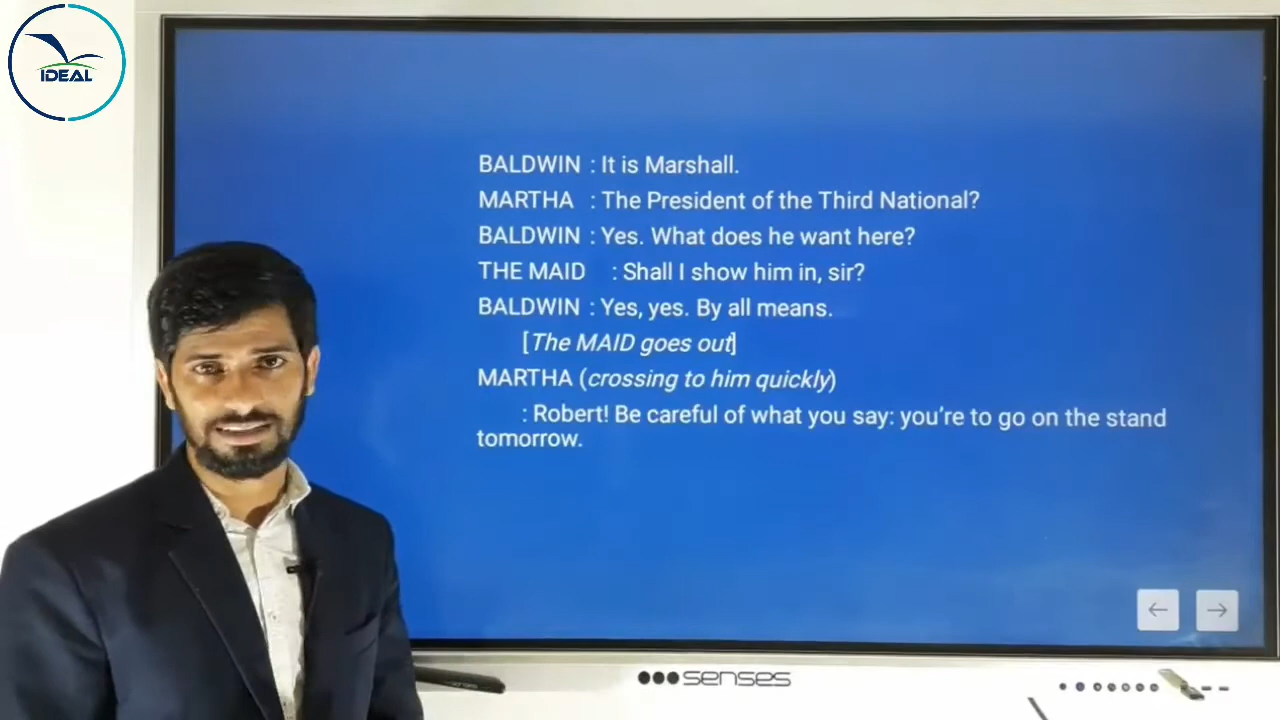 IDEAL
BALDWIN : It is Marshall.
MARTHA : The President of the Third National?
BALDWIN : Yes. What does he want here?
THE MAID : Shall I show him in, sir?
BALDWIN : Yes, yes. By all means.
[The MAID goes out]
MARTHA (crossing to him quickly)
: Robert! Be careful of what you say: you’re to go on the stand
tomorrow.
senses